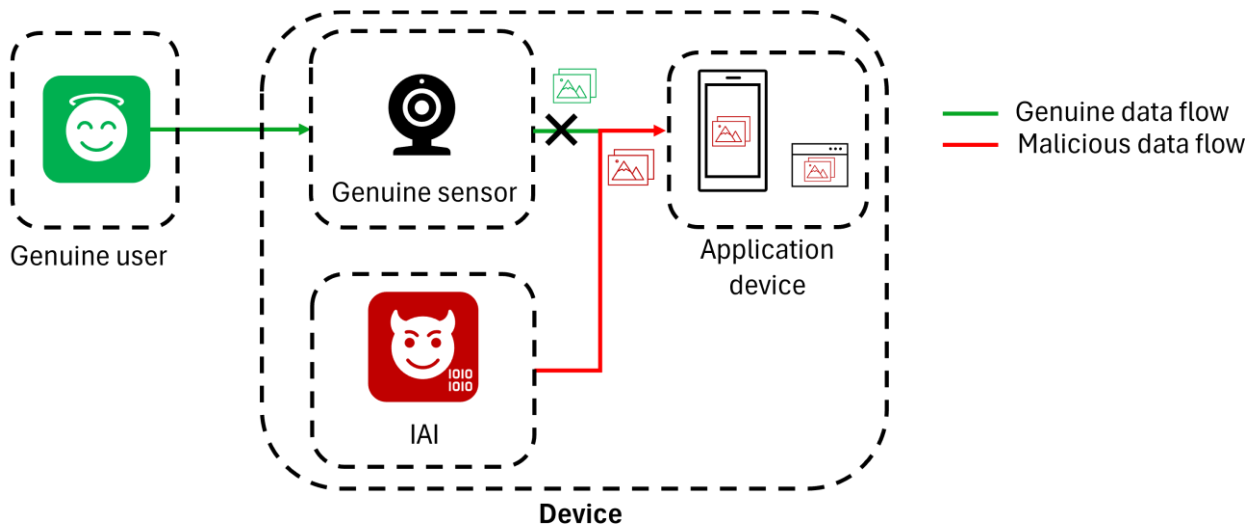 Genuine user
Genuine sensor
IAI
1010
1010
Application
device
Genuine data flow
Malicious data flow
Device